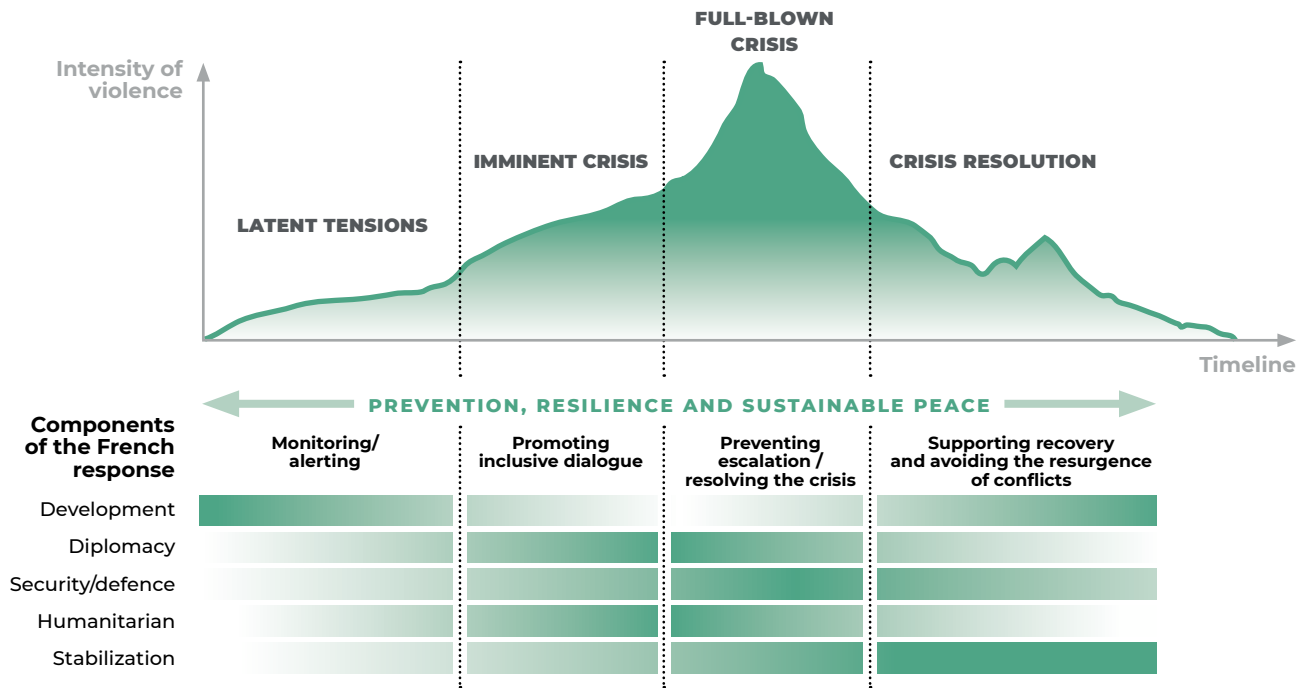 FULL-BLOWN
CRISIS
Intensity of
violence
IMMINENT CRISIS
CRISIS RESOLUTION
LATENT TENSIONS
Timeline
PREVENTION, RESILIENCE AND SUSTAINABLE PEACE
Components
of the French
response
Monitoring/
alerting
Promoting
inclusive dialogue
Preventing
escalation /
resolving the crisis
Supporting recovery
and avoiding the resurgence
of conflicts
Development
Diplomacy
Security/defence
Humanitarian
Stabilization